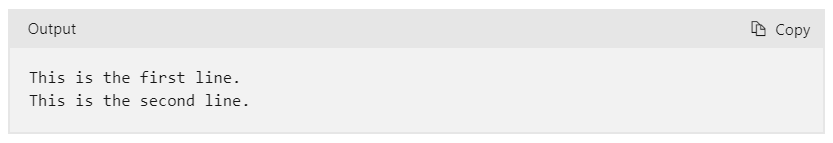 Output
Copy
This is the first line.
This is the second line.